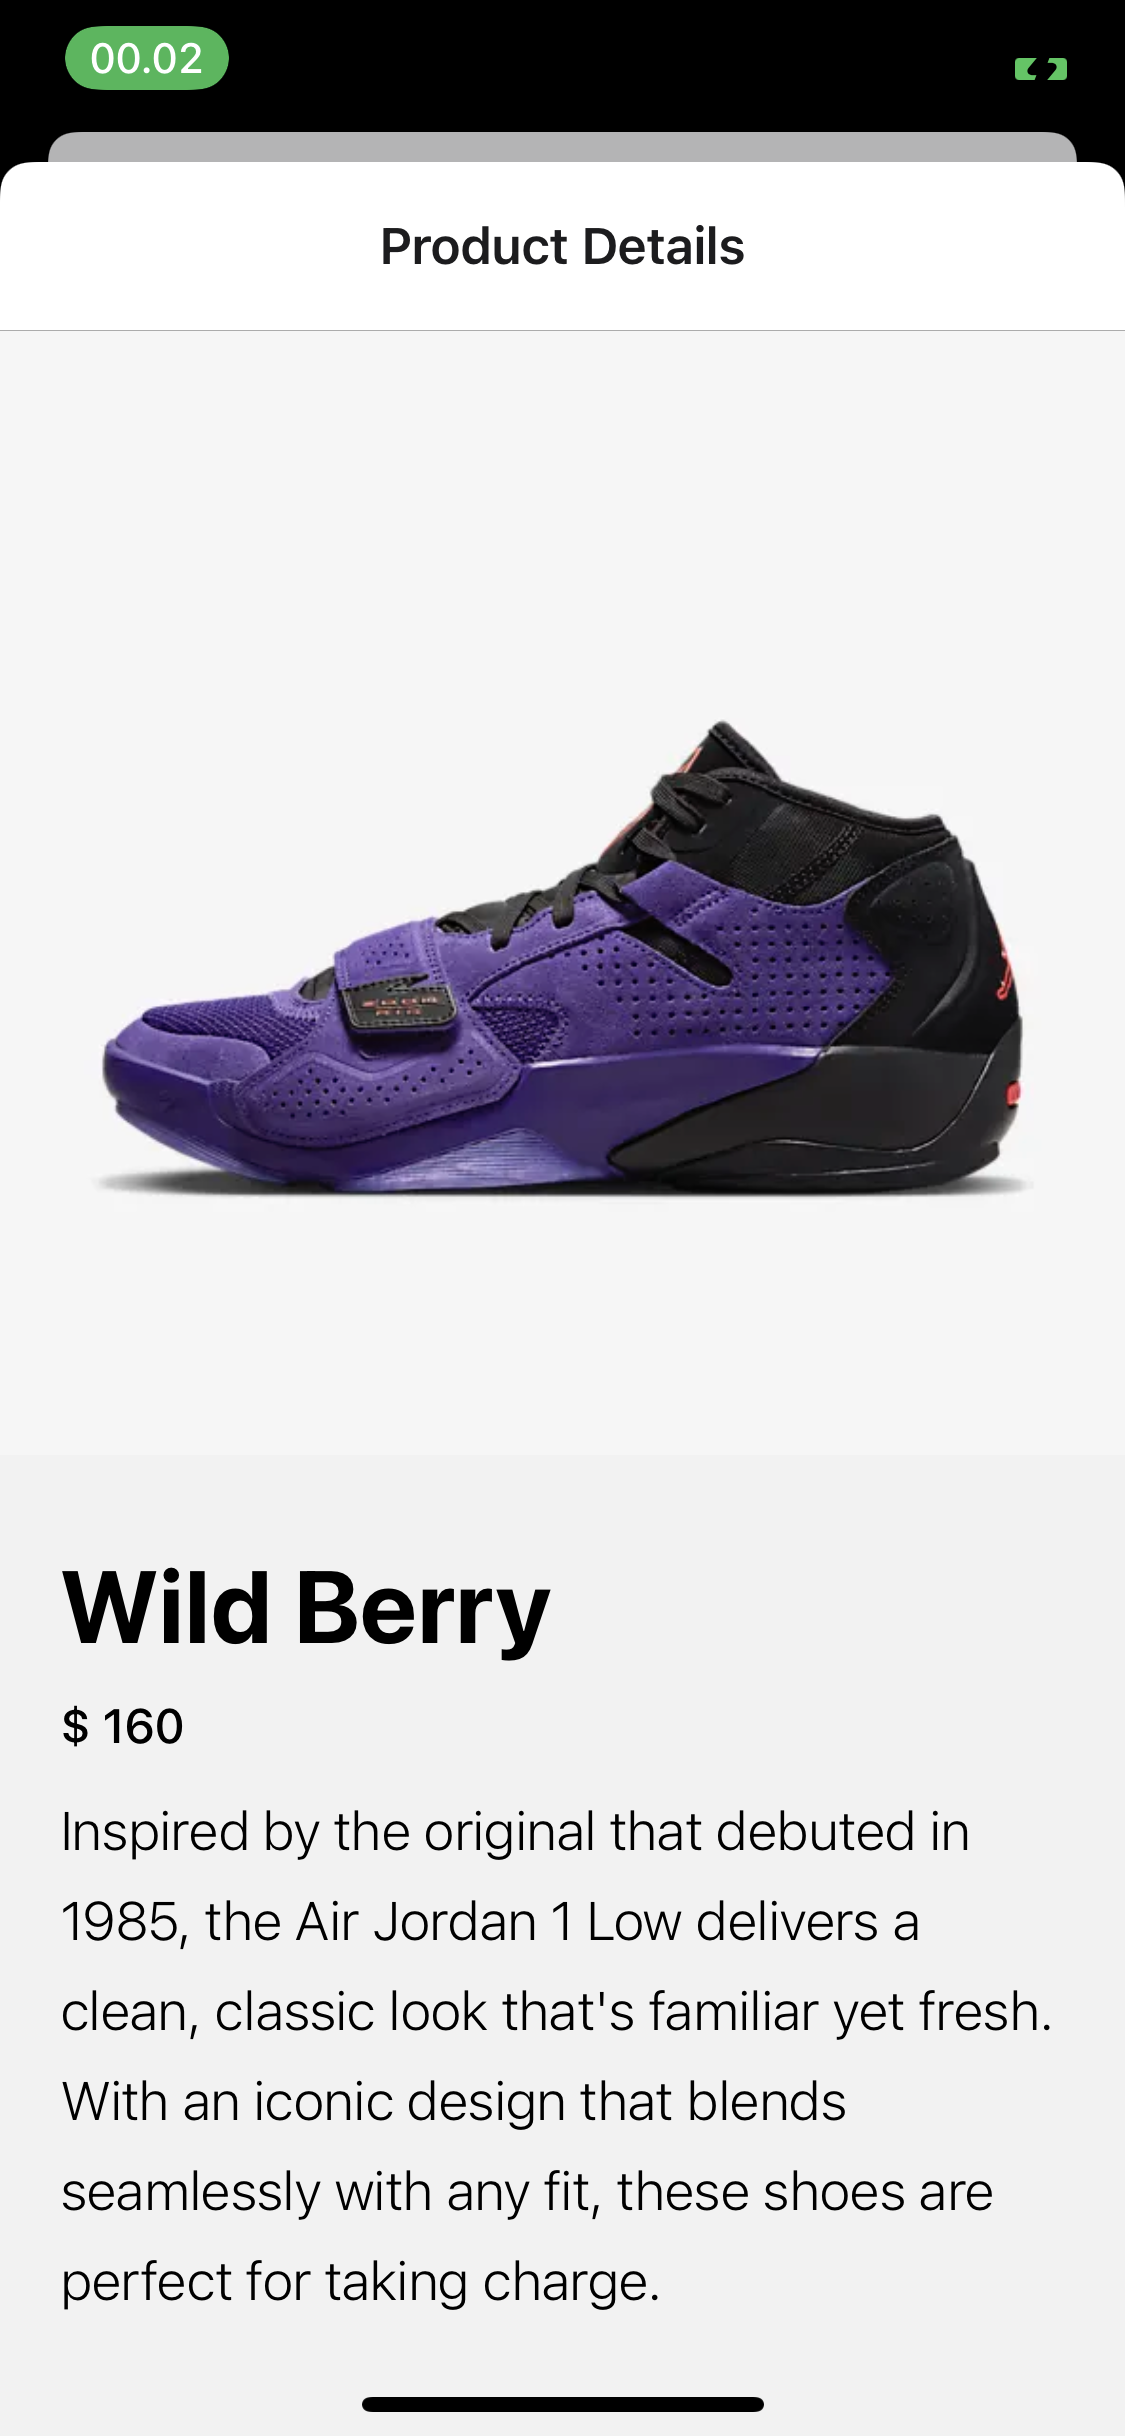 00.02
Product Details
ZOOM
AIR
Wild Berry
$ 160
Inspired by the original that debuted in
1985, the Air Jordan 1 Low delivers a
clean, classic look that's familiar yet fresh.
With an iconic design that blends
seamlessly with any fit, these shoes are
perfect for taking charge.